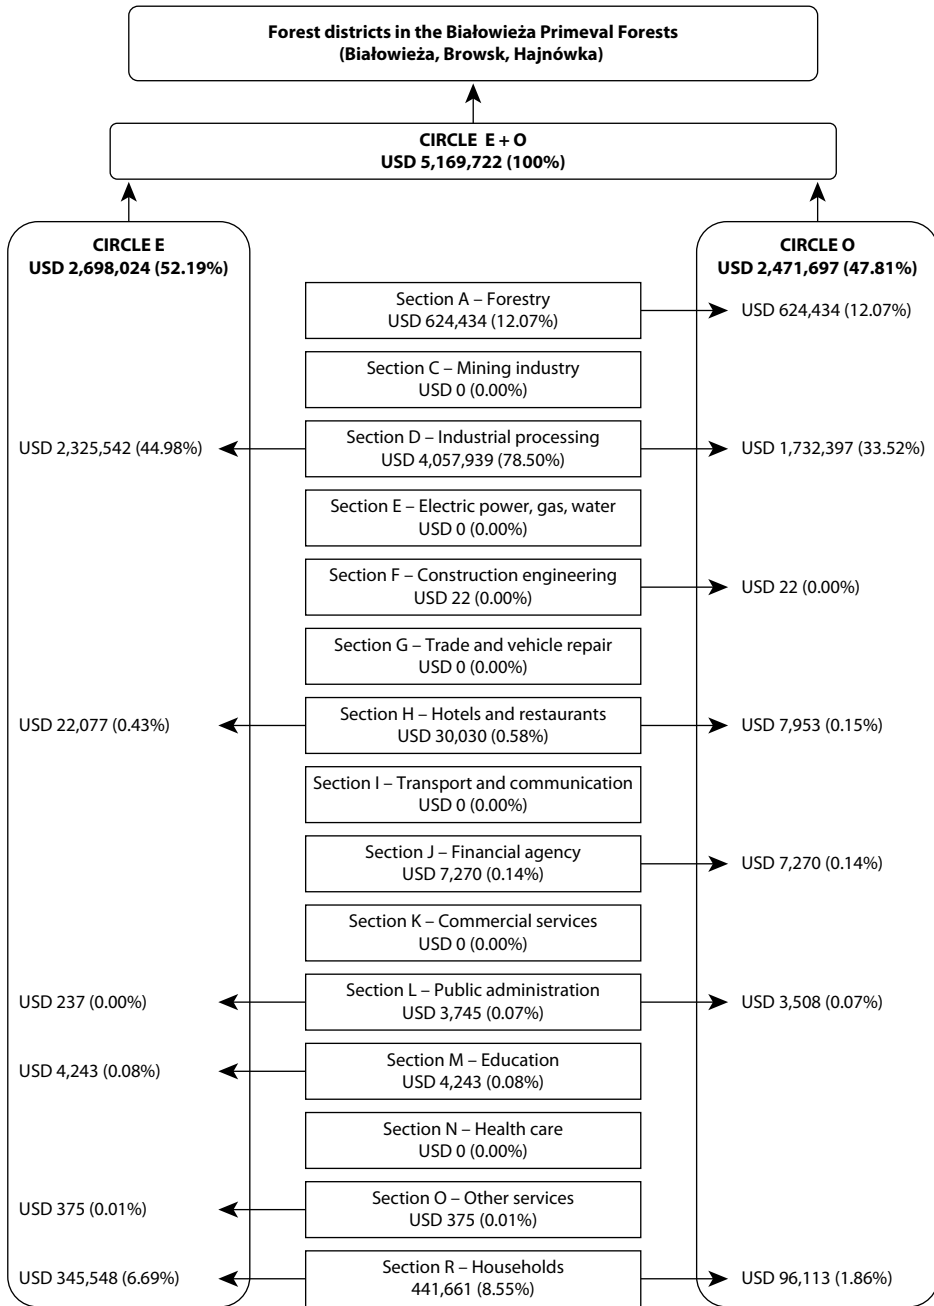 Forest districts in the Białowieża Primeval Forests
(Białowieża, Browsk, Hajnówka)
CIRCLE E + O
USD 5,169,722 (100%)
CIRCLE E
USD 2,698,024 (52.19%)
CIRCLE O
USD 2,471,697 (47.81%)
Section A – Forestry
USD 624,434 (12.07%)
USD 624,434 (12.07%)
Section C – Mining industry
USD 0 (0.00%)
USD 2,325,542 (44.98%)
Section D – Industrial processing
USD 4,057,939 (78.50%)
USD 1,732,397 (33.52%)
Section E – Electric power, gas, water
USD 0 (0.00%)
Section F – Construction engineering
USD 22 (0.00%)
USD 22 (0.00%)
Section G – Trade and vehicle repair
USD 0 (0.00%)
USD 22,077 (0.43%)
Section H – Hotels and restaurants
USD 30,030 (0.58%)
USD 7,953 (0.15%)
Section I – Transport and communication
USD 0 (0.00%)
Section J – Financial agency
USD 7,270 (0.14%)
USD 7,270 (0.14%)
Section K – Commercial services
USD 0 (0.00%)
USD 237 (0.00%)
Section L – Public administration
USD 3,745 (0.07%)
USD 3,508 (0.07%)
USD 4,243 (0.08%)
Section M – Education
USD 4,243 (0.08%)
Section N – Health care
USD 0 (0.00%)
USD 375 (0.01%)
Section O – Other services
USD 375 (0.01%)
USD 345,548 (6.69%)
Section R – Households
441,661 (8.55%)
USD 96,113 (1.86%)